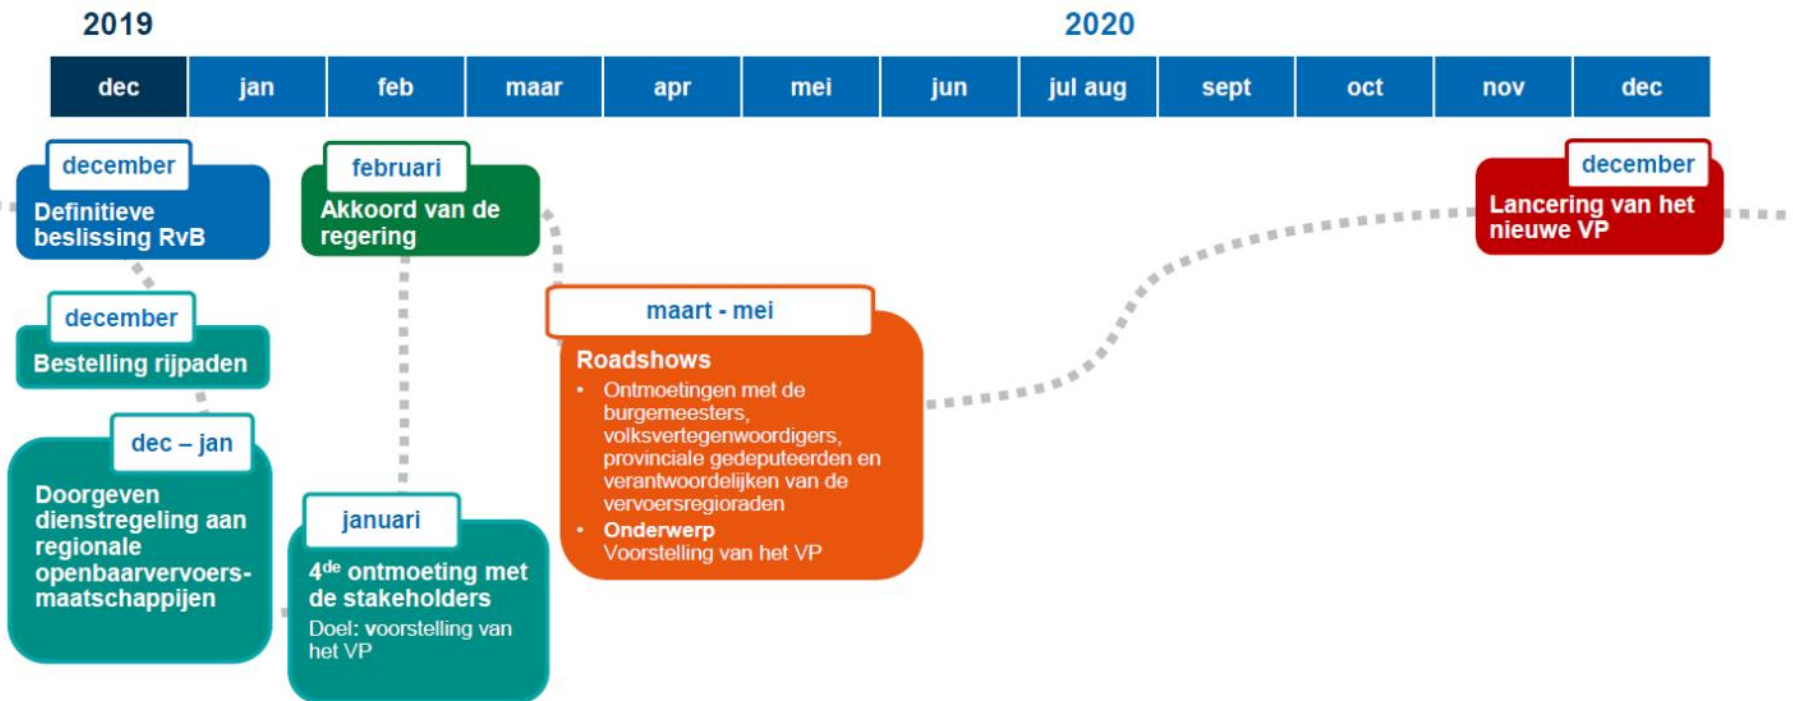 2019
2020
dec
jan
feb
maar
apr
mei
jun
jul aug
sept
oct
nov
dec
december
Definitieve
beslissing RvB
december
Bestelling rijpaden
dec – jan
Doorgeven
dienstregeling aan
regionale
openbaarvervoers-
maatschappijen
januari
4de ontmoeting met
de stakeholders
Doel: voorstelling van
het VP
februari
Akkoord van de
regering
maart - mei
Roadshows
• Ontmoetingen met de
burgemeesters,
volksvertegenwoordigers,
provinciale gedeputeerden en
verantwoordelijken van de
vervoersregioraden
• Onderwerp
Voorstelling van het VP
december
Lancering van het
nieuwe VP